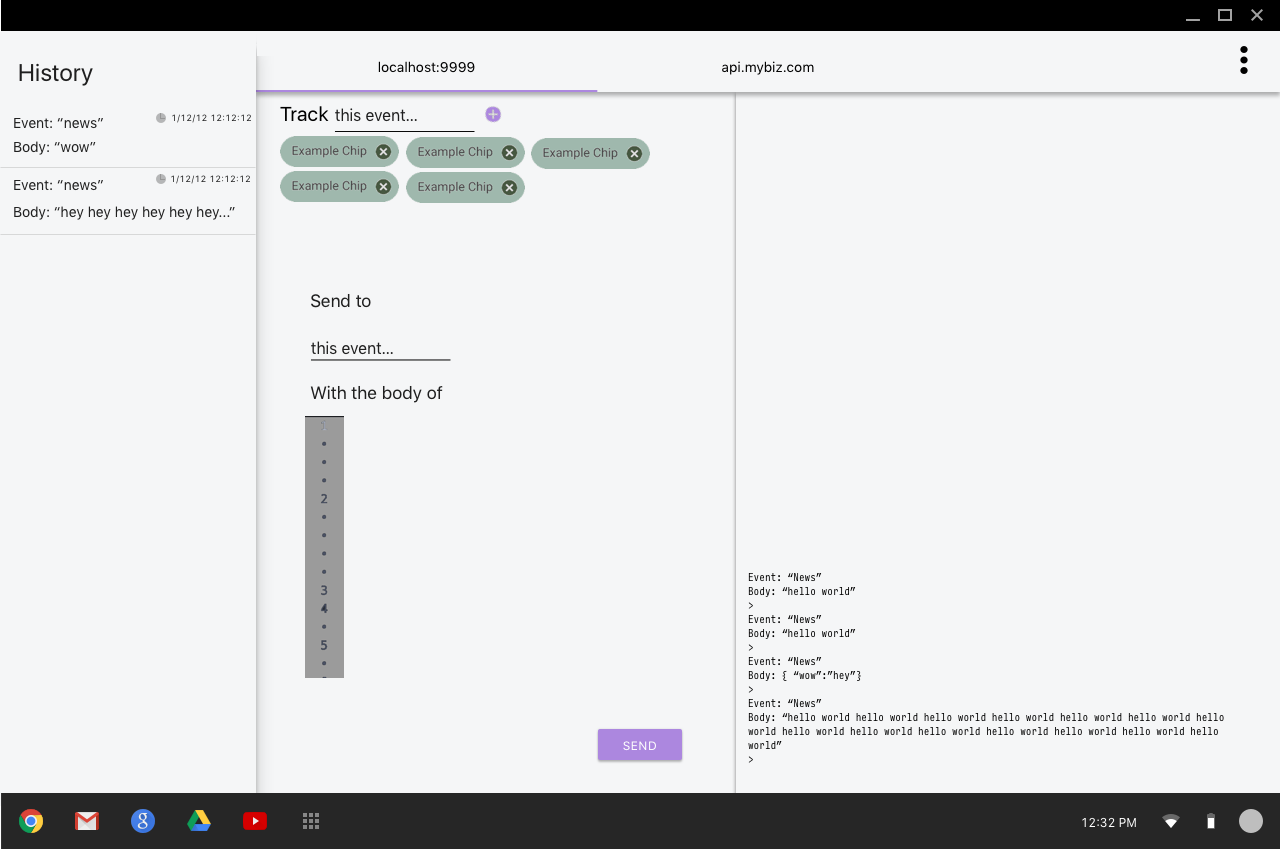 History
Event: “news”
1/12/12 12:12:12
Body: “wow”
Event: “news”
1/12/12 12:12:12
Body: “hey hey hey hey hey hey...”
localhost:9999
api.mybiz.com
Track this event...
Example Chip
Example Chip
Example Chip
Example Chip
Example Chip
Send to
this event...
With the body of
1
2
3
4
5
SEND
Event: “News”
Body: “hello world”
>
Event: “News”
Body: “hello world”
>
Event: “News”
Body: { “wow”:”hey”}
>
Event: “News”
Body: “hello world hello world hello world hello world hello world hello world hello
world hello world hello world hello world hello world hello world hello world hello
world”
>
12:32 PM